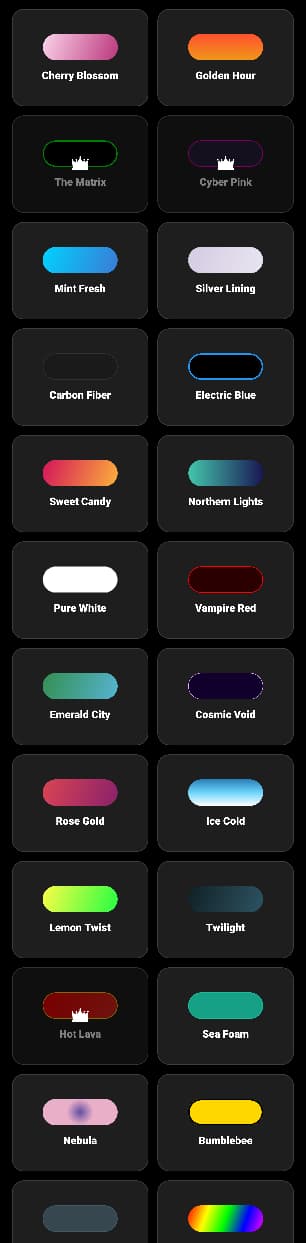 Cherry Blossom
Golden Hour
The Matrix
Cyber Pink
Mint Fresh
Silver Lining
Carbon Fiber
Electric Blue
Sweet Candy
Northern Lights
Pure White
Vampire Red
Emerald City
Cosmic Void
Rose Gold
Ice Cold
Lemon Twist
Twilight
Hot Lava
Sea Foam
Nebula
Bumblebee